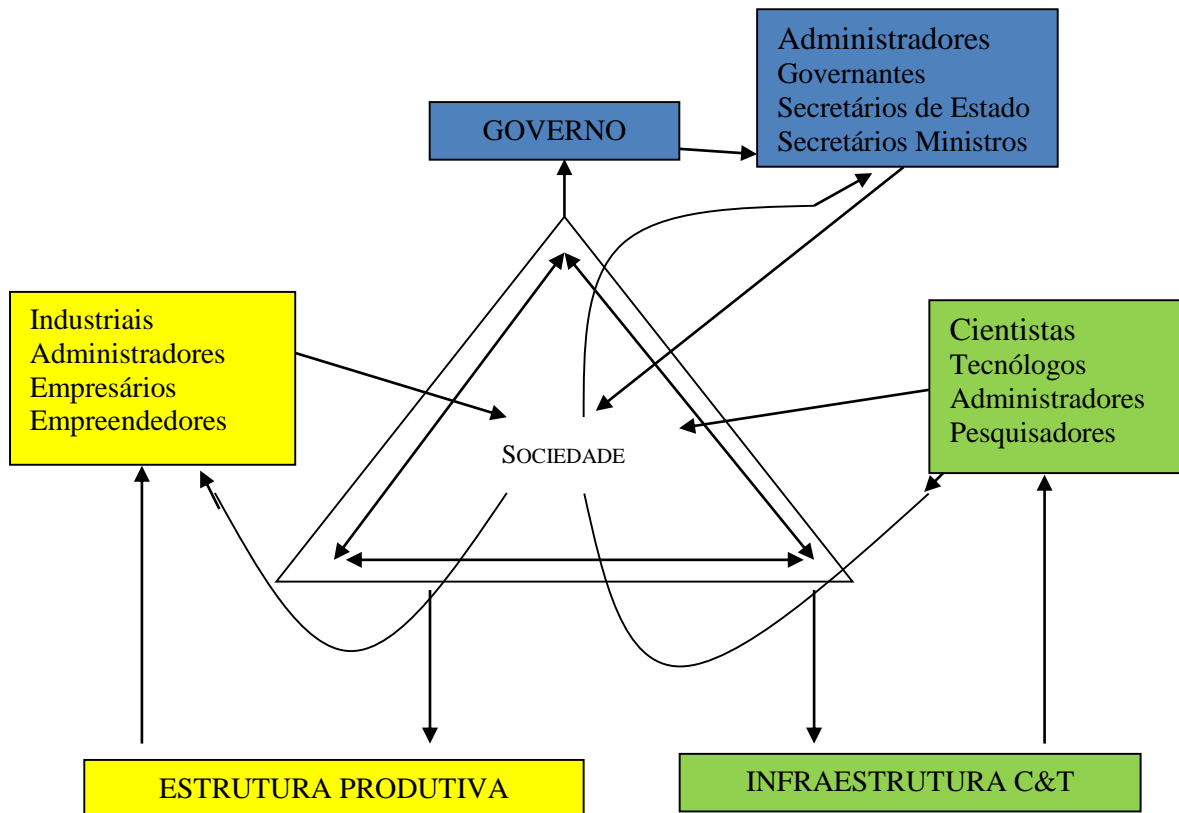 Administradores
Governantes
Secretários de Estado
Secretários Ministros
GOVERNO
Industriais
Administradores
Empresários
Empreendedores
Cientistas
Tecnólogos
Administradores
Pesquisadores
SOCIEDADE
ESTRUTURA PRODUTIVA
INFRAESTRUTURA C&T